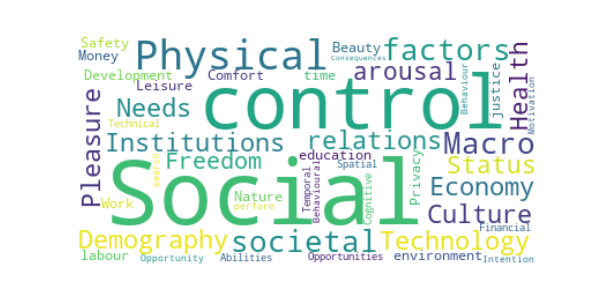 Safety
Money
Physical
Beauty
Consequences
factors
Development
Leisure
Comfort
time
arousal
Behaviour
justice
Health
Motivation
Needs
control
Technical
Pleasure
Institutions
relations
Macro
search
Freedom
education
Spatial
Status
Privacy
Economy
Social
Temporal
Behavioural
Cognitive
Nature
perform
Work
Culture
Financial
Demography
societal
Technology
labour
Opportunity
Abilities
Opportunities
environment
Intention